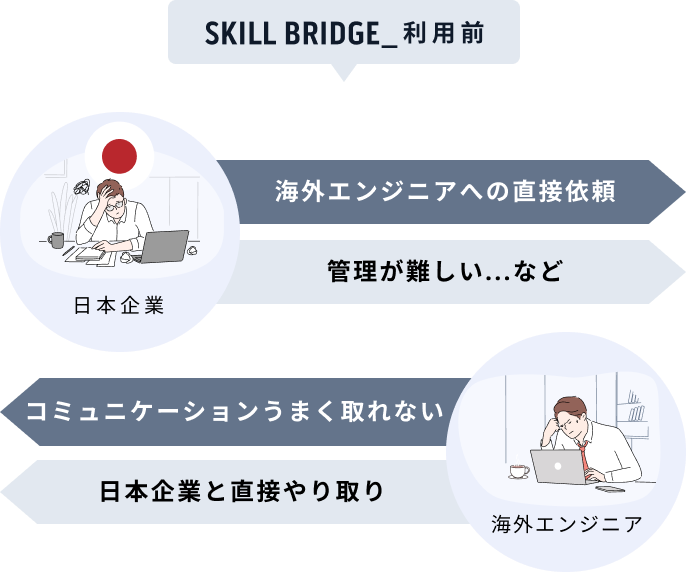 SKILL BRIDGE_利用前
海外エンジニアへの直接依頼
管理が難しい...など
日本企業
コミュニケーションうまく取れない
日本企業と直接やり取り
海外エンジニア